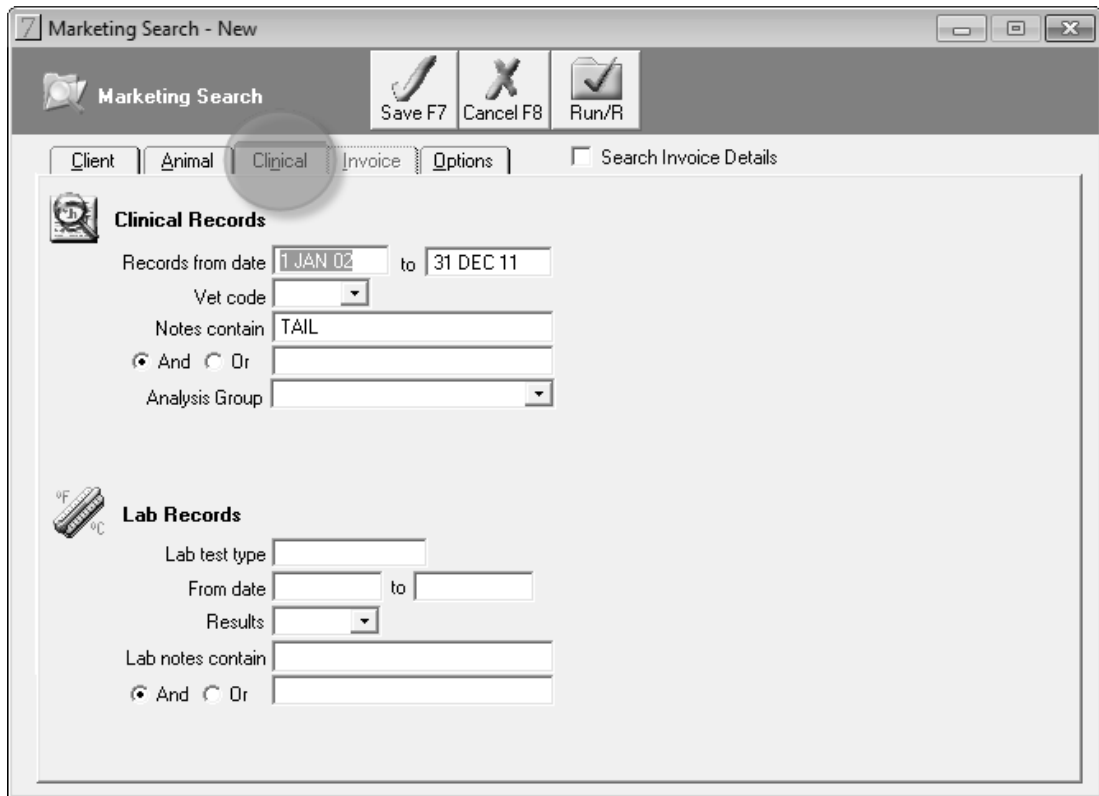 Marketing Search - New
Marketing Search
Save F7 Cancel F8 Run/R
Client Animal Clinical Invoice Options Search Invoice Details
Clinical Records
Records from date 1 JAN 02 to 31 DEC 11
Vet code
Notes contain TAIL
And Or
Analysis Group
°F °C
Lab Records
Lab test type
From date to
Results
Lab notes contain
And Or